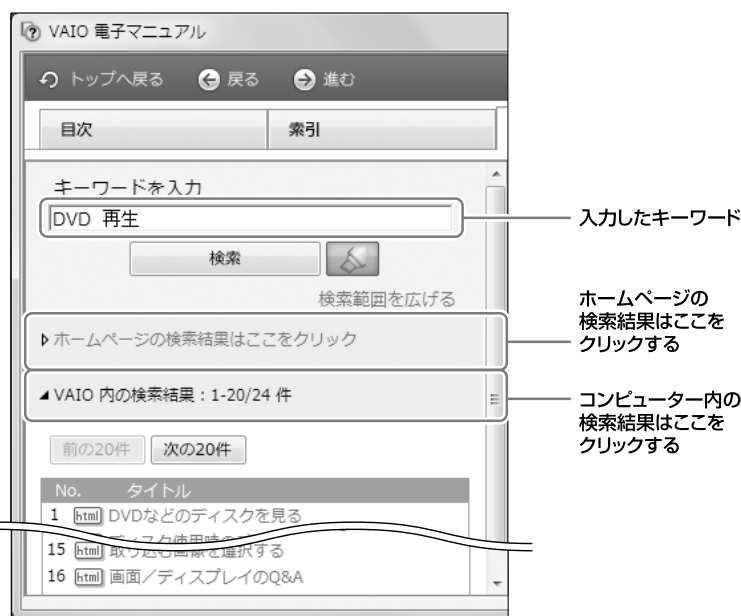 VAIO 電子マニュアル
トップへ戻る 戻る 進む
目次 索引
キーワードを入力
DVD 再生
検索
検索範囲を広げる
ホームページの検索結果はここをクリック
VAIO 内の検索結果：1-20/24 件
前の20件 次の20件
No. タイトル
1 html DVDなどのディスクを見る
ディスク使用時の
15 html 取り込む画像を選択する
16 html 画面／ディスプレイのQ&A
入力したキーワード
ホームページの
検索結果はここを
クリックする
コンピューター内の
検索結果はここを
クリックする